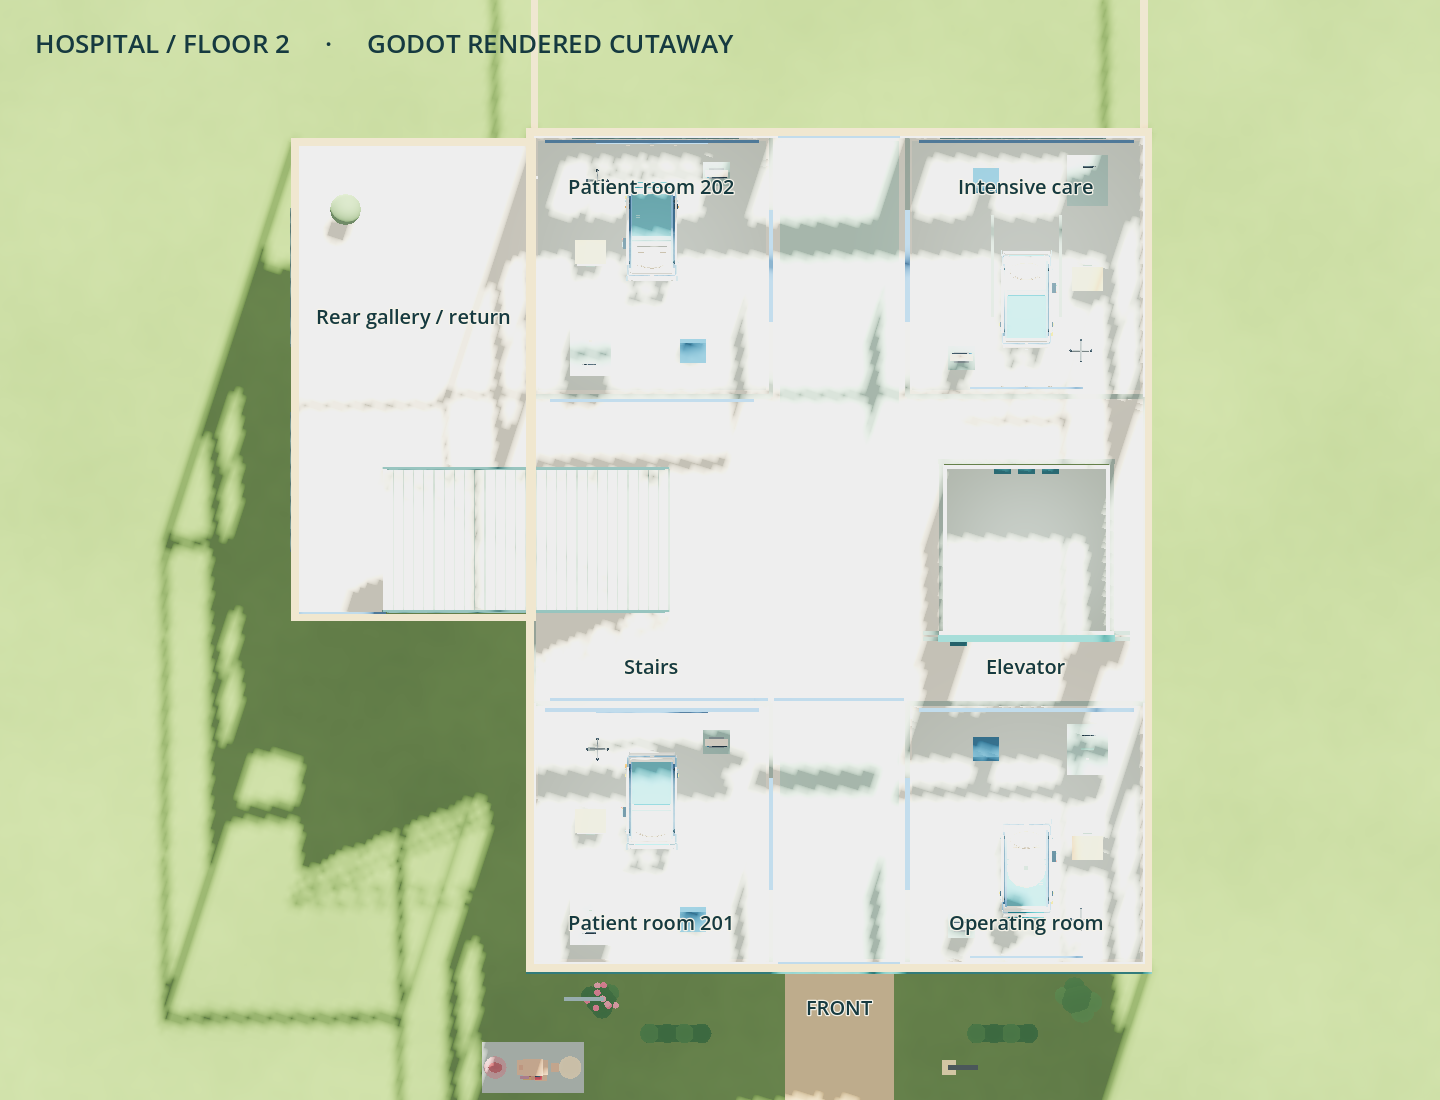 HOSPITAL / FLOOR 2 · GODOT RENDERED CUTAWAY
Patient room 202
Intensive care
Rear gallery / return
Stairs
Elevator
Patient room 201
Operating room
FRONT